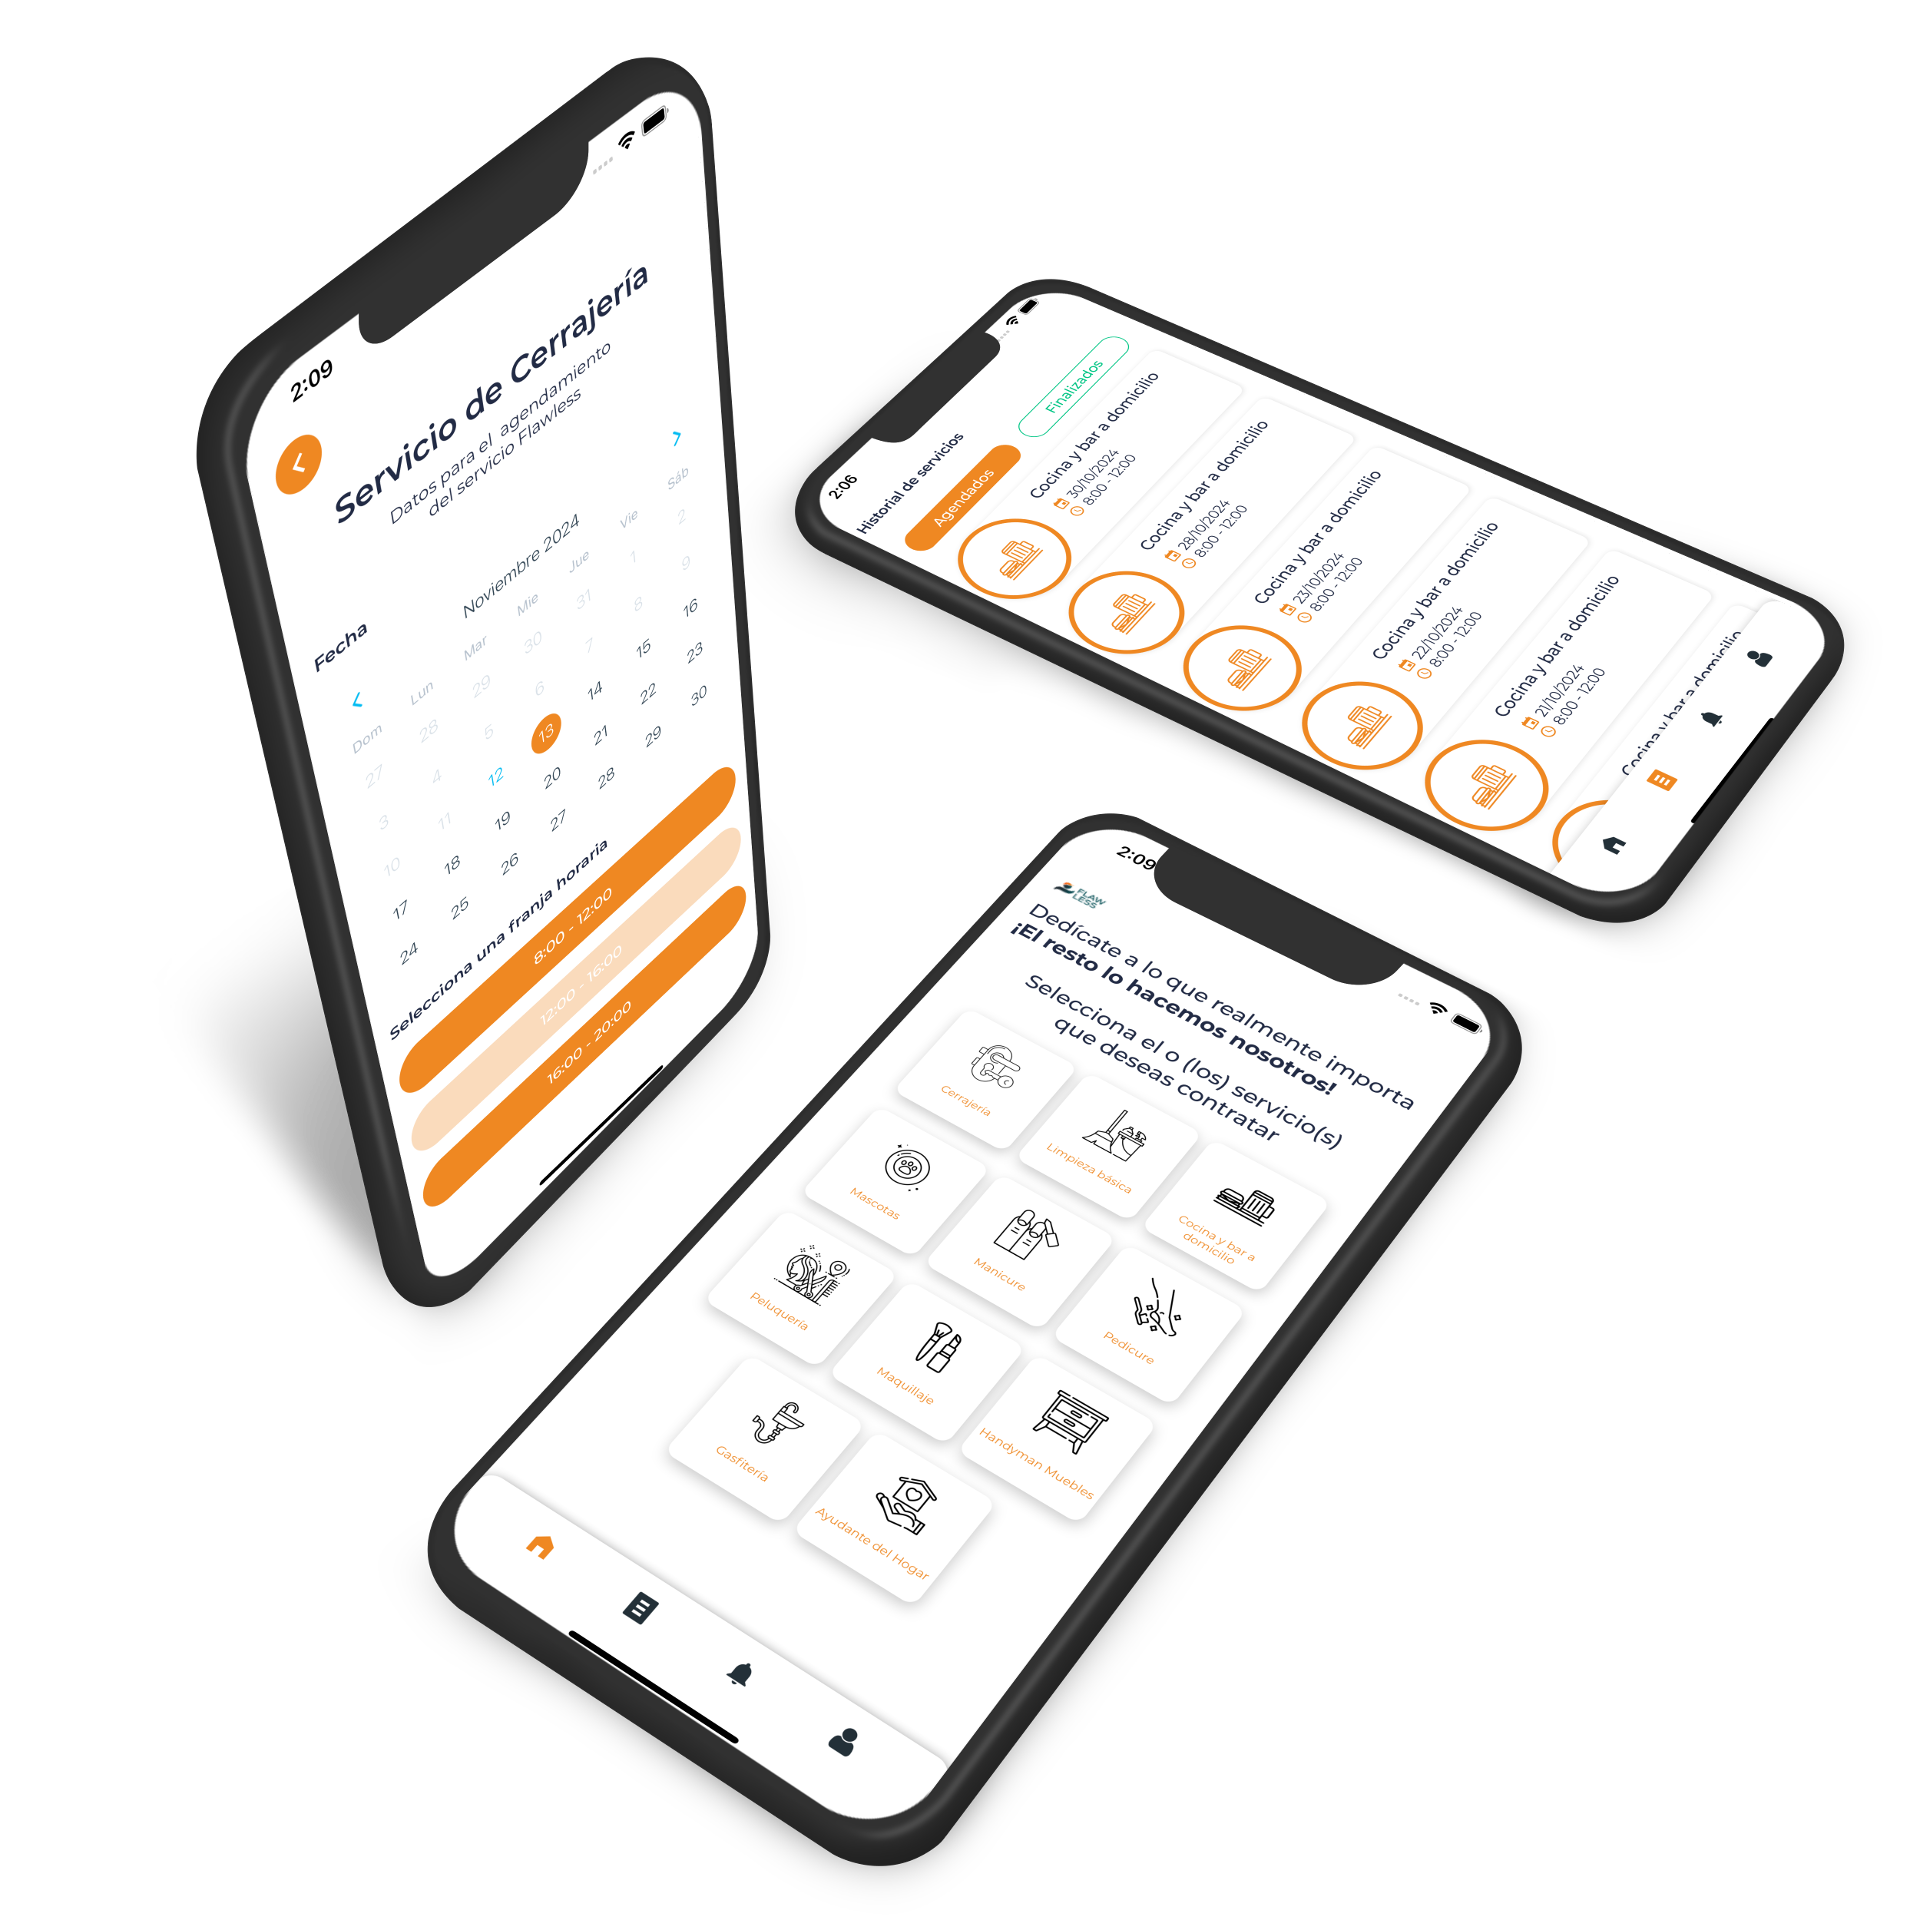 2:09
Servicio de Cerrajería
Datos para el agendamiento
del servicio Flawless
Fecha
Noviembre 2024
Dom Lun Mar Mie Jue Vie Sáb
27 28 29 30 31 1 2
3 4 5 6 7 8 9
10 11 12 13 14 15 16
17 18 19 20 21 22 23
24 25 26 27 28 29 30
Selecciona una franja horaria
8:00 - 12:00
12:00 - 16:00
16:00 - 20:00
2:06
Historial de servicios
Agendados Finalizados
Cocina y bar a domicilio
30/10/2024
8:00 - 12:00
Cocina y bar a domicilio
28/10/2024
8:00 - 12:00
Cocina y bar a domicilio
23/10/2024
8:00 - 12:00
Cocina y bar a domicilio
22/10/2024
8:00 - 12:00
Cocina y bar a domicilio
21/10/2024
8:00 - 12:00
Cocina y bar a domicilio
2:09
FLAW
LESS
Dedícate a lo que realmente importa
¡El resto lo hacemos nosotros!
Selecciona el o (los) servicio(s)
que deseas contratar
Cerrajería
Limpieza básica
Cocina y bar a
domicilio
Mascotas
Manicure
Pedicure
Peluquería
Maquillaje
Handyman Muebles
Gasfitería
Ayudante del Hogar